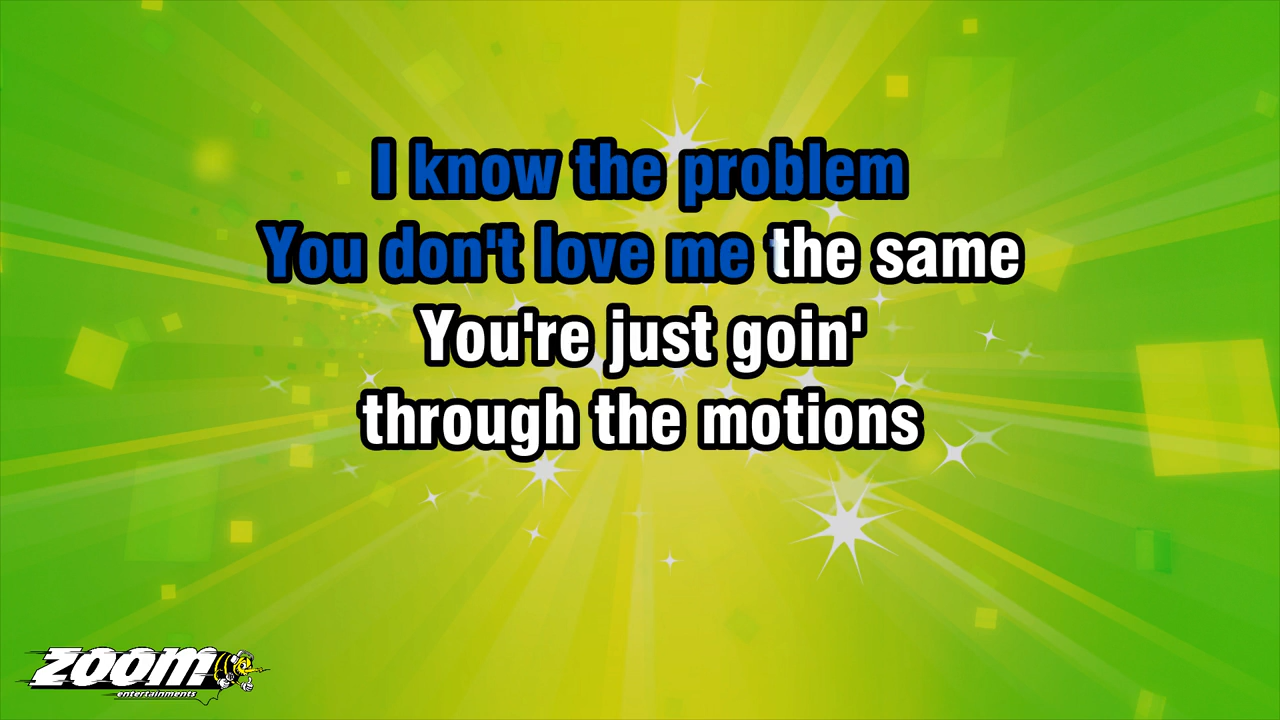 I know the problem
You don't love me the same
You're just goin'
through the motions
ZOOM
entertainments